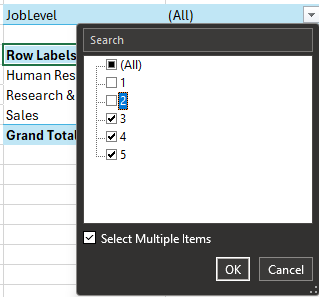 JobLevel (All)
Search
Row Labels
(All)
1
Human Res
2
Research &
3
Sales
4
Grand Total
5
Select Multiple Items
OK Cancel